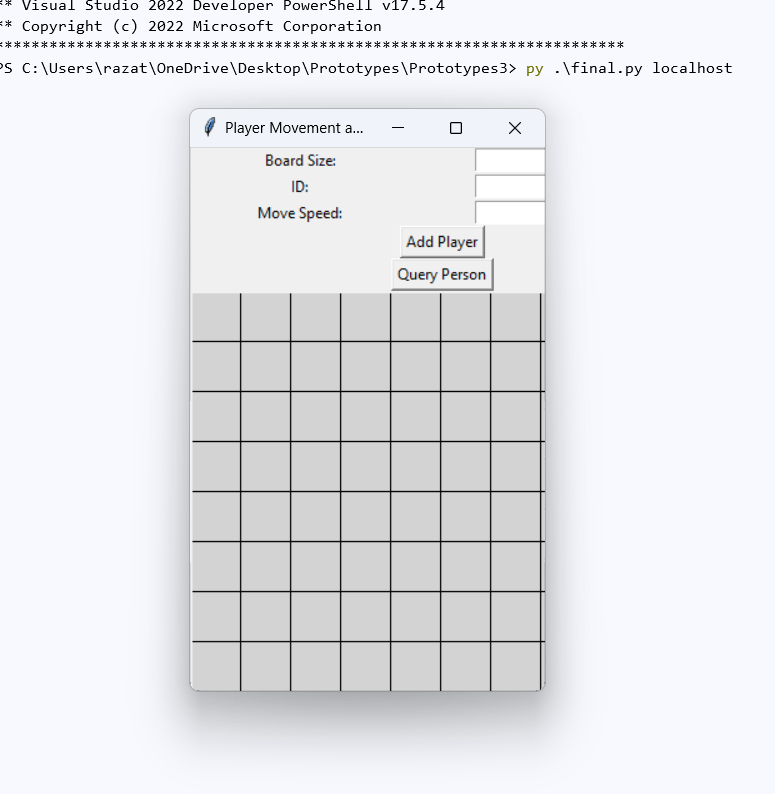 ** Visual Studio 2022 Developer PowerShell v17.5.4
** Copyright (c) 2022 Microsoft Corporation
**********************************************************************
PS C:\Users\razat\OneDrive\Desktop\Prototypes\Prototypes3> py .\final.py localhost
Player Movement a...
Board Size:
ID:
Move Speed:
Add Player
Query Person